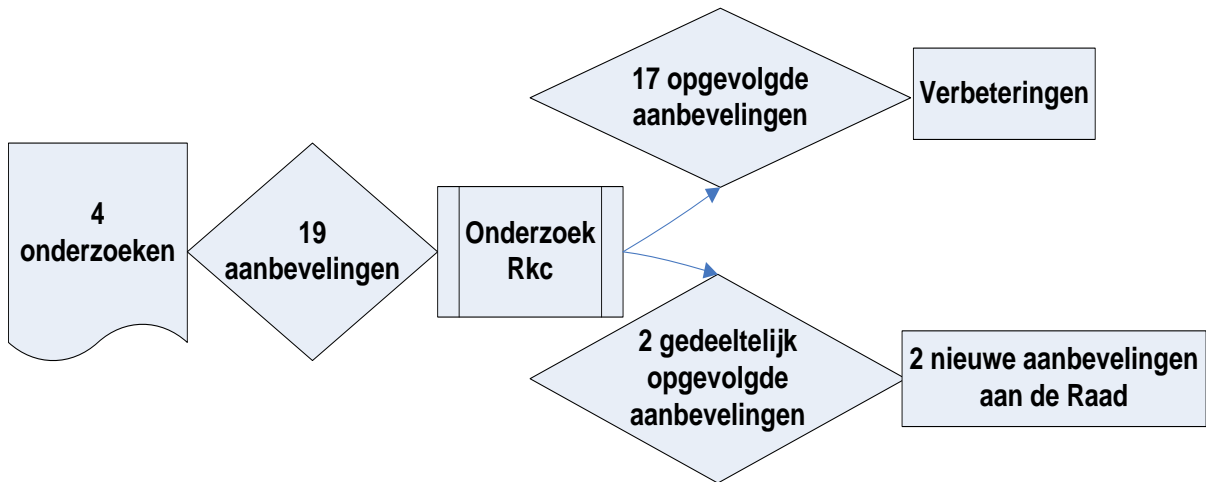 4
onderzoeken
19
aanbevelingen
Onderzoek
Rkc
17 opgevolgde
aanbevelingen
Verbeteringen
2 gedeeltelijk
opgevolgde
aanbevelingen
2 nieuwe aanbevelingen
aan de Raad